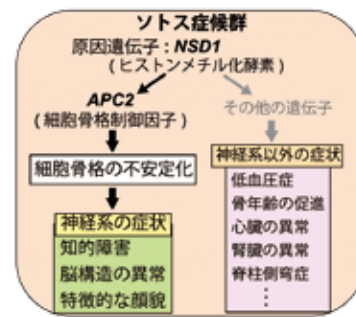 ソトス症候群
原因遺伝子：NSD1
(ヒストンメチル化酵素)
APC2
(細胞骨格制御因子)
その他の遺伝子
細胞骨格の不安定化
神経系の症状
知的障害
脳構造の異常
特徴的な顔貌
神経系以外の症状
低血圧症
骨年齢の促進
心臓の異常
腎臓の異常
脊柱側弯症
⋮